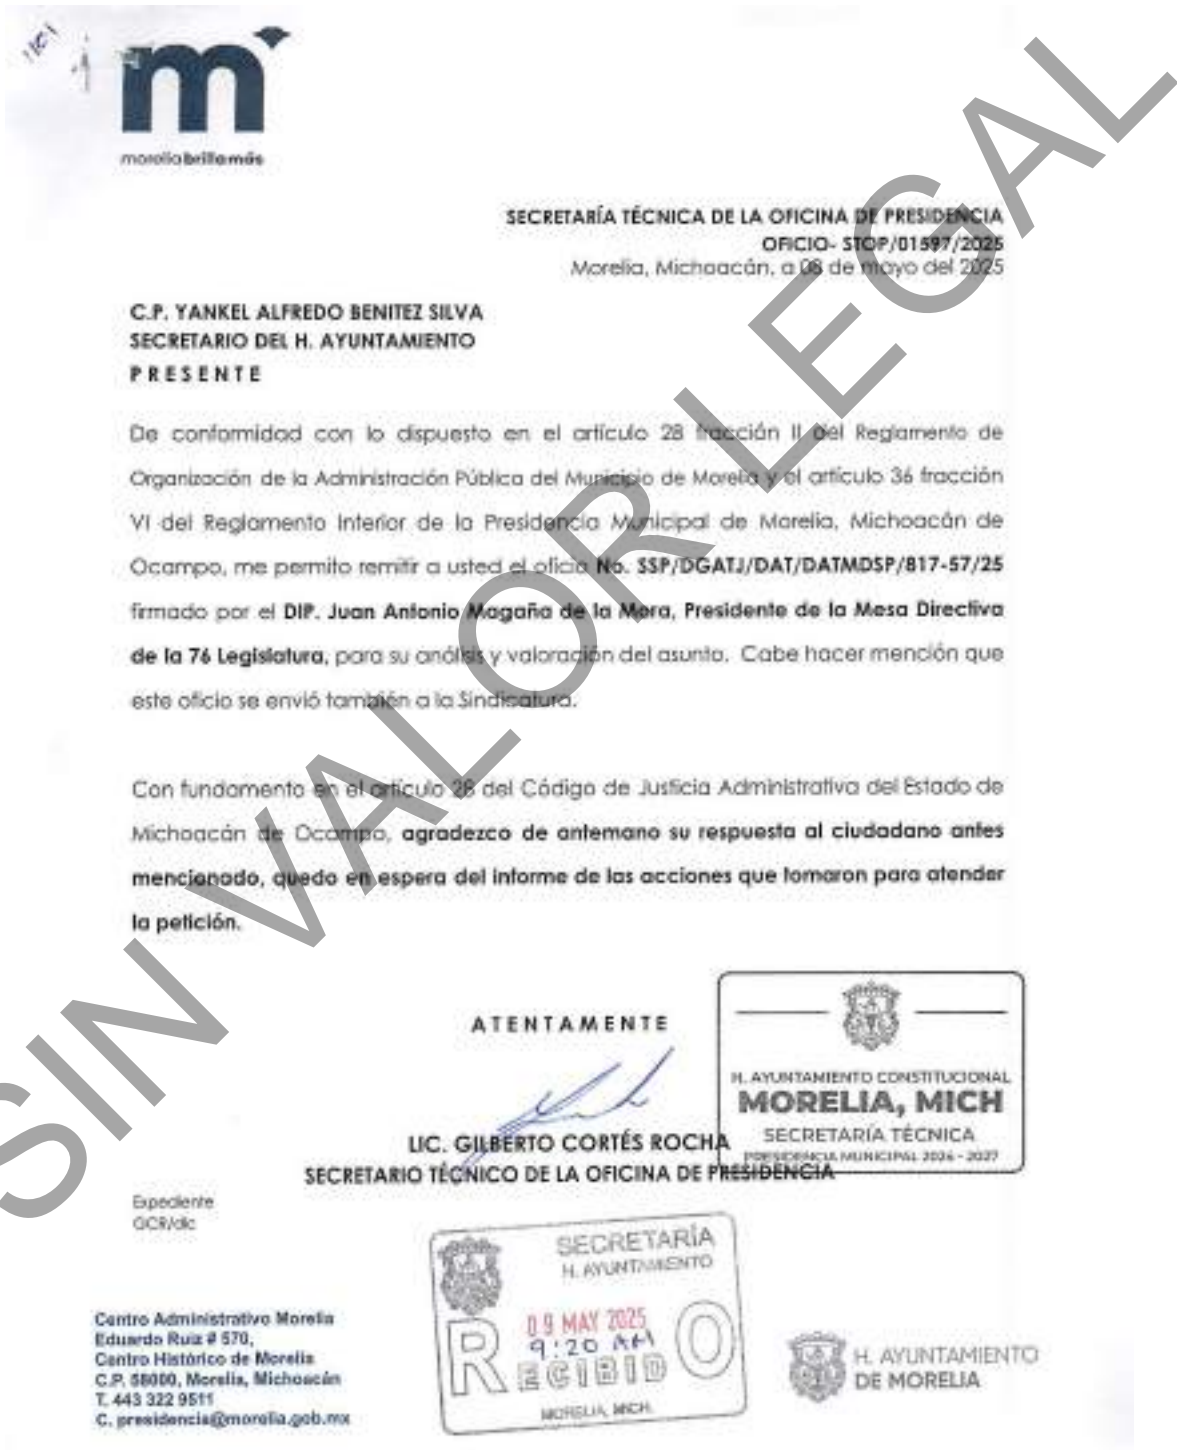 morelia brilla más
SECRETARÍA TÉCNICA DE LA OFICINA DE PRESIDENCIA
OFICIO- STOP/01597/2025
Morelia, Michoacán, a 08 de mayo del 2025
C.P. YANKEL ALFREDO BENITEZ SILVA
SECRETARIO DEL H. AYUNTAMIENTO
PRESENTE
De conformidad con lo dispuesto en el artículo 28 fracción II del Reglamento de
Organización de la Administración Pública del Municipio de Morelia y el artículo 36 fracción
VI del Reglamento Interior de la Presidencia Municipal de Morelia, Michoacán de
Ocampo, me permito remitir a usted el oficio No. SSP/DGATJ/DAT/DATMDSP/817-57/25
firmado por el DIP. Juan Antonio Magaña de la Mora, Presidente de la Mesa Directiva
de la 76 Legislatura, para su análisis y valoración del asunto. Cabe hacer mención que
este oficio se envió también a la Sindicatura.
Con fundamento en el artículo 28 del Código de Justicia Administrativa del Estado de
Michoacán de Ocampo, agradezco de antemano su respuesta al ciudadano antes
mencionado, quedo en espera del informe de las acciones que tomaron para atender
la petición.
ATENTAMENTE
LIC. GILBERTO CORTÉS ROCHA
SECRETARIO TÉCNICO DE LA OFICINA DE PRESIDENCIA
H. AYUNTAMIENTO CONSTITUCIONAL
MORELIA, MICH
SECRETARÍA TÉCNICA
PRESIDENCIA MUNICIPAL 2024 - 2027
Expediente
GCR/dlc
SECRETARÍA
H. AYUNTAMIENTO
09 MAY 2025
9:20 AM
RECIBIDO
MORELIA, MICH.
Centro Administrativo Morelia
Eduardo Ruiz # 570,
Centro Histórico de Morelia
C.P. 58000, Morelia, Michoacán
T. 443 322 9511
C. presidencia@morelia.gob.mx
H. AYUNTAMIENTO
DE MORELIA
SIN VALOR LEGAL